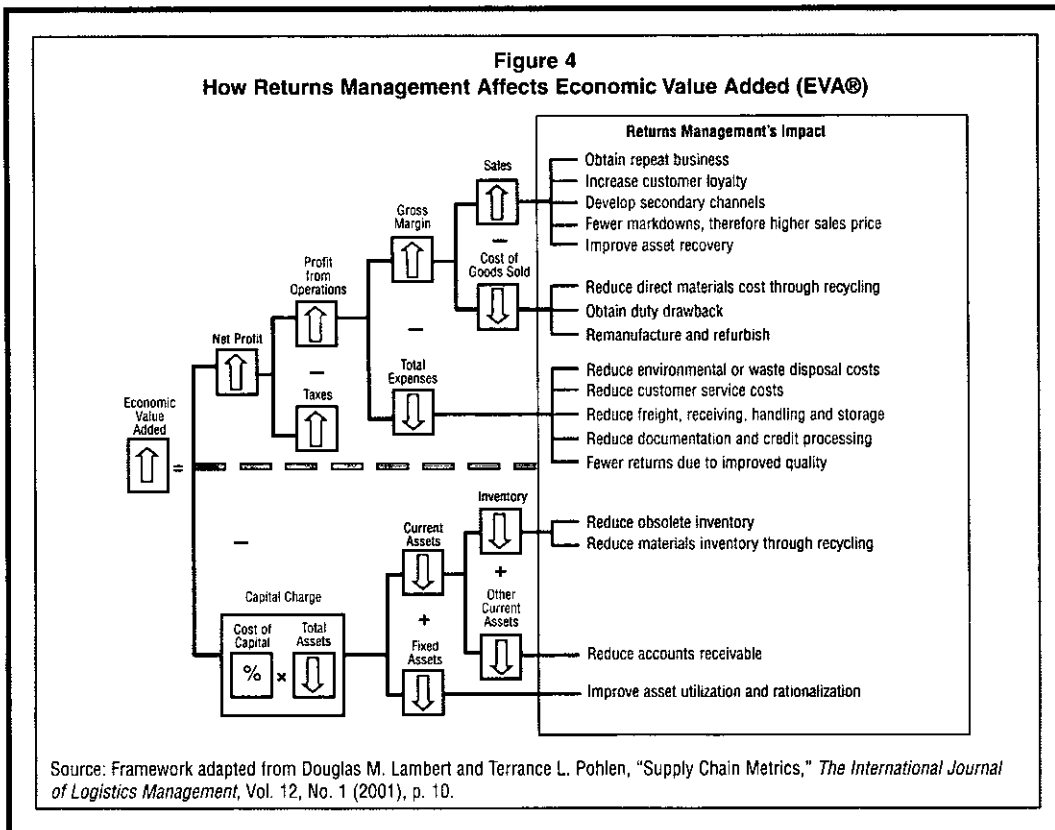 Figure 4
How Returns Management Affects Economic Value Added (EVA®)
Returns Management's Impact
Sales
Obtain repeat business
Increase customer loyalty
Develop secondary channels
Fewer markdowns, therefore higher sales price
Improve asset recovery
Gross
Margin
–
Cost of
Goods Sold
Reduce direct materials cost through recycling
Obtain duty drawback
Remanufacture and refurbish
Profit
from
Operations
–
Net Profit
–
Total
Expenses
Reduce environmental or waste disposal costs
Reduce customer service costs
Reduce freight, receiving, handling and storage
Reduce documentation and credit processing
Fewer returns due to improved quality
Taxes
Economic
Value
Added
=
–
Inventory
Reduce obsolete inventory
Reduce materials inventory through recycling
Current
Assets
+
+
Other
Current
Assets
Reduce accounts receivable
Capital Charge
Cost of
Capital
%
×
Total
Assets
Fixed
Assets
Improve asset utilization and rationalization
Source: Framework adapted from Douglas M. Lambert and Terrance L. Pohlen, "Supply Chain Metrics," The International Journal
of Logistics Management, Vol. 12, No. 1 (2001), p. 10.